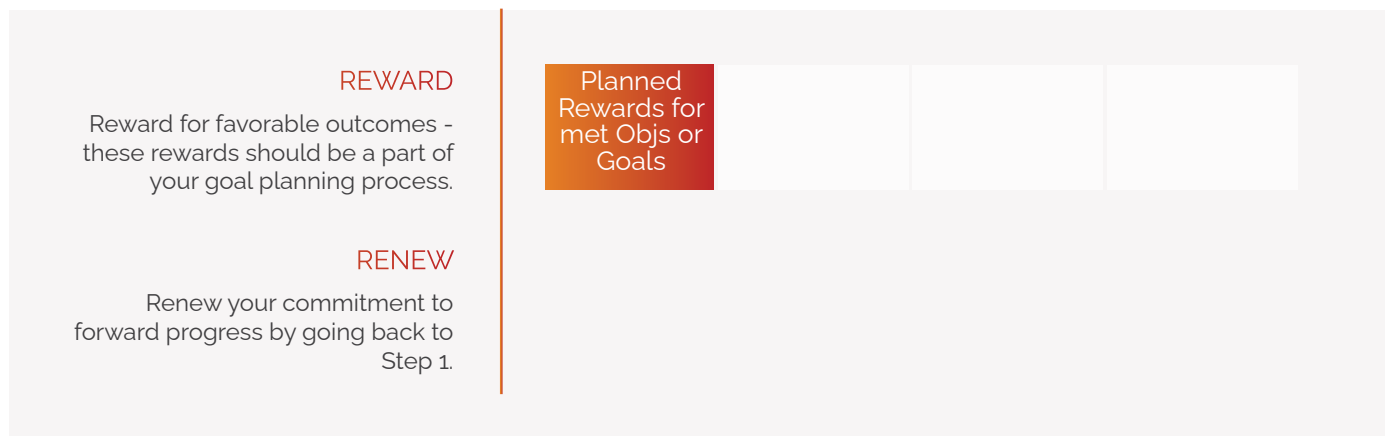 REWARD
Reward for favorable outcomes -
these rewards should be a part of
your goal planning process.
Planned
Rewards for
met Objs or
Goals
RENEW
Renew your commitment to
forward progress by going back to
Step 1.